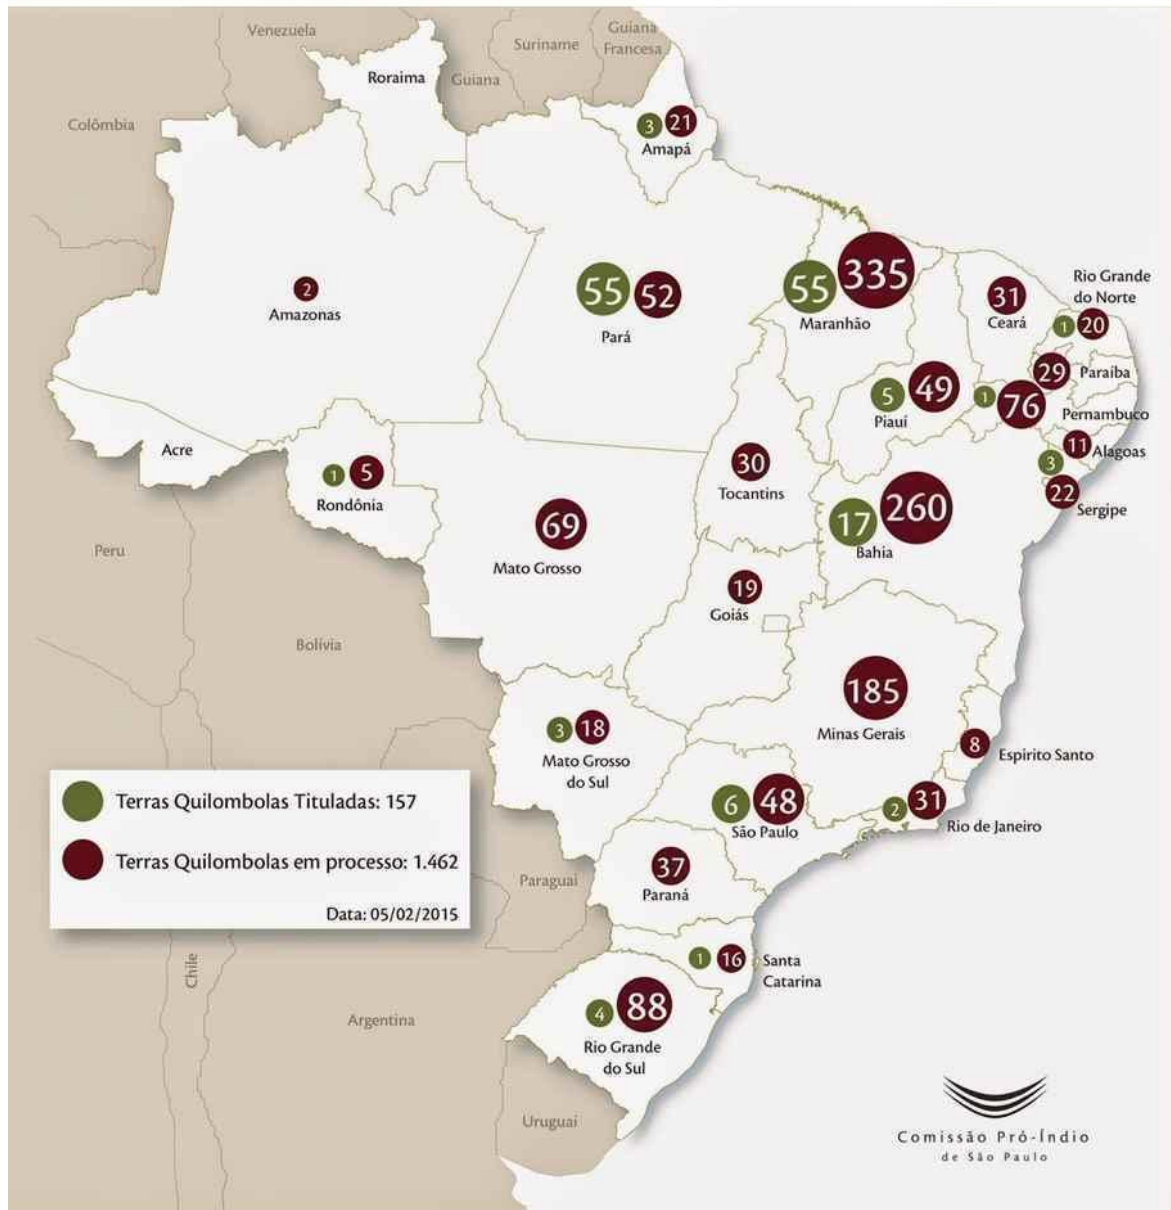 Venezuela
Suriname
Guiana
Francesa
Guiana
Colômbia
Roraima
3
21
Amapá
2
Amazonas
55
52
Pará
55
335
Maranhão
31
Ceará
Rio Grande
do Norte
1
20
29
Paraíba
5
49
Piauí
1
76
Pernambuco
11
Alagoas
3
22
Sergipe
Acre
1
5
Rondônia
30
Tocantins
17
260
Bahia
69
Mato Grosso
19
Goiás
Peru
Bolívia
185
Minas Gerais
8
Espírito Santo
3
18
Mato Grosso
do Sul
6
48
São Paulo
2
31
Rio de Janeiro
37
Paraná
Paraguai
Terras Quilombolas Tituladas: 157
Terras Quilombolas em processo: 1.462
Data: 05/02/2015
1
16
Santa
Catarina
Chile
Argentina
4
88
Rio Grande
do Sul
Uruguai
Comissão Pró-Índio
de São Paulo